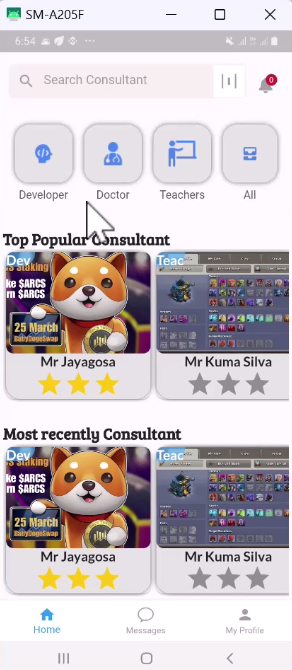 SM-A205F
6:54
Search Consultant
0
Developer
Doctor
Teachers
All
Top Popular Consultant
Dev
Teac
s staking
ke $ARCS
rn $ARCS
25 March
BabyDogeSwap
Mr Jayagosa
Mr Kuma Silva
Most recently Consultant
Dev
Teac
s staking
ke $ARCS
rn $ARCS
25 March
BabyDogeSwap
Mr Jayagosa
Mr Kuma Silva
Home
Messages
My Profile